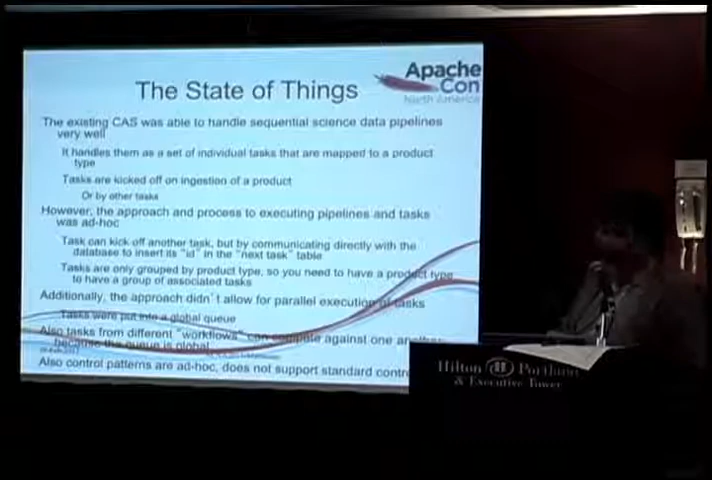 The State of Things
Apache
Con
North America
The existing CAS was able to handle sequential science data pipelines
very well
It handles them as a set of individual tasks that are mapped to a product
type
Tasks are kicked off on ingestion of a product
Or by other tasks
However, the approach and process to executing pipelines and tasks
was ad-hoc
Task can kick off another task, but by communicating directly with the
database to insert its "id" in the "next task" table
Tasks are only grouped by product type, so you need to have a product type
to have a group of associated tasks
Additionally, the approach didn't allow for parallel execution of tasks
Tasks were put into a global queue
Also tasks from different "workflows" can compete against one
because the queue is global
Also control patterns are ad-hoc, does not support standard
Hilton Portland
& Executive Tower